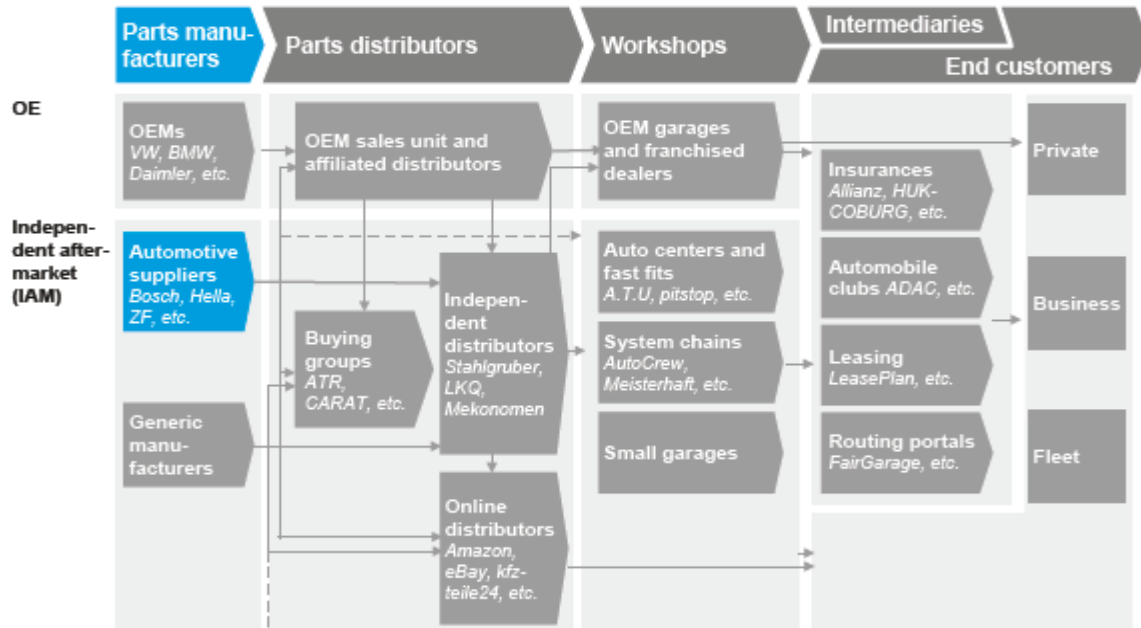 Parts manu-
facturers
Parts distributors
Workshops
Intermediaries
End customers
OE
OEMs
VW, BMW,
Daimler, etc.
OEM sales unit and
affiliated distributors
OEM garages
and franchised
dealers
Insurances
Allianz, HUK-
COBURG, etc.
Private
Indepen-
dent after-
market
(IAM)
Automotive
suppliers
Bosch, Hella,
ZF, etc.
Buying
groups
ATR,
CARAT, etc.
Indepen-
dent
distributors
Stahlgruber,
LKQ,
Mekonomen
Auto centers and
fast fits
A.T.U, pitstop, etc.
System chains
AutoCrew,
Meisterhaft, etc.
Small garages
Automobile
clubs ADAC, etc.
Leasing
LeasePlan, etc.
Routing portals
FairGarage, etc.
Business
Fleet
Generic
manu-
facturers
Online
distributors
Amazon,
eBay, kfz-
teile24, etc.